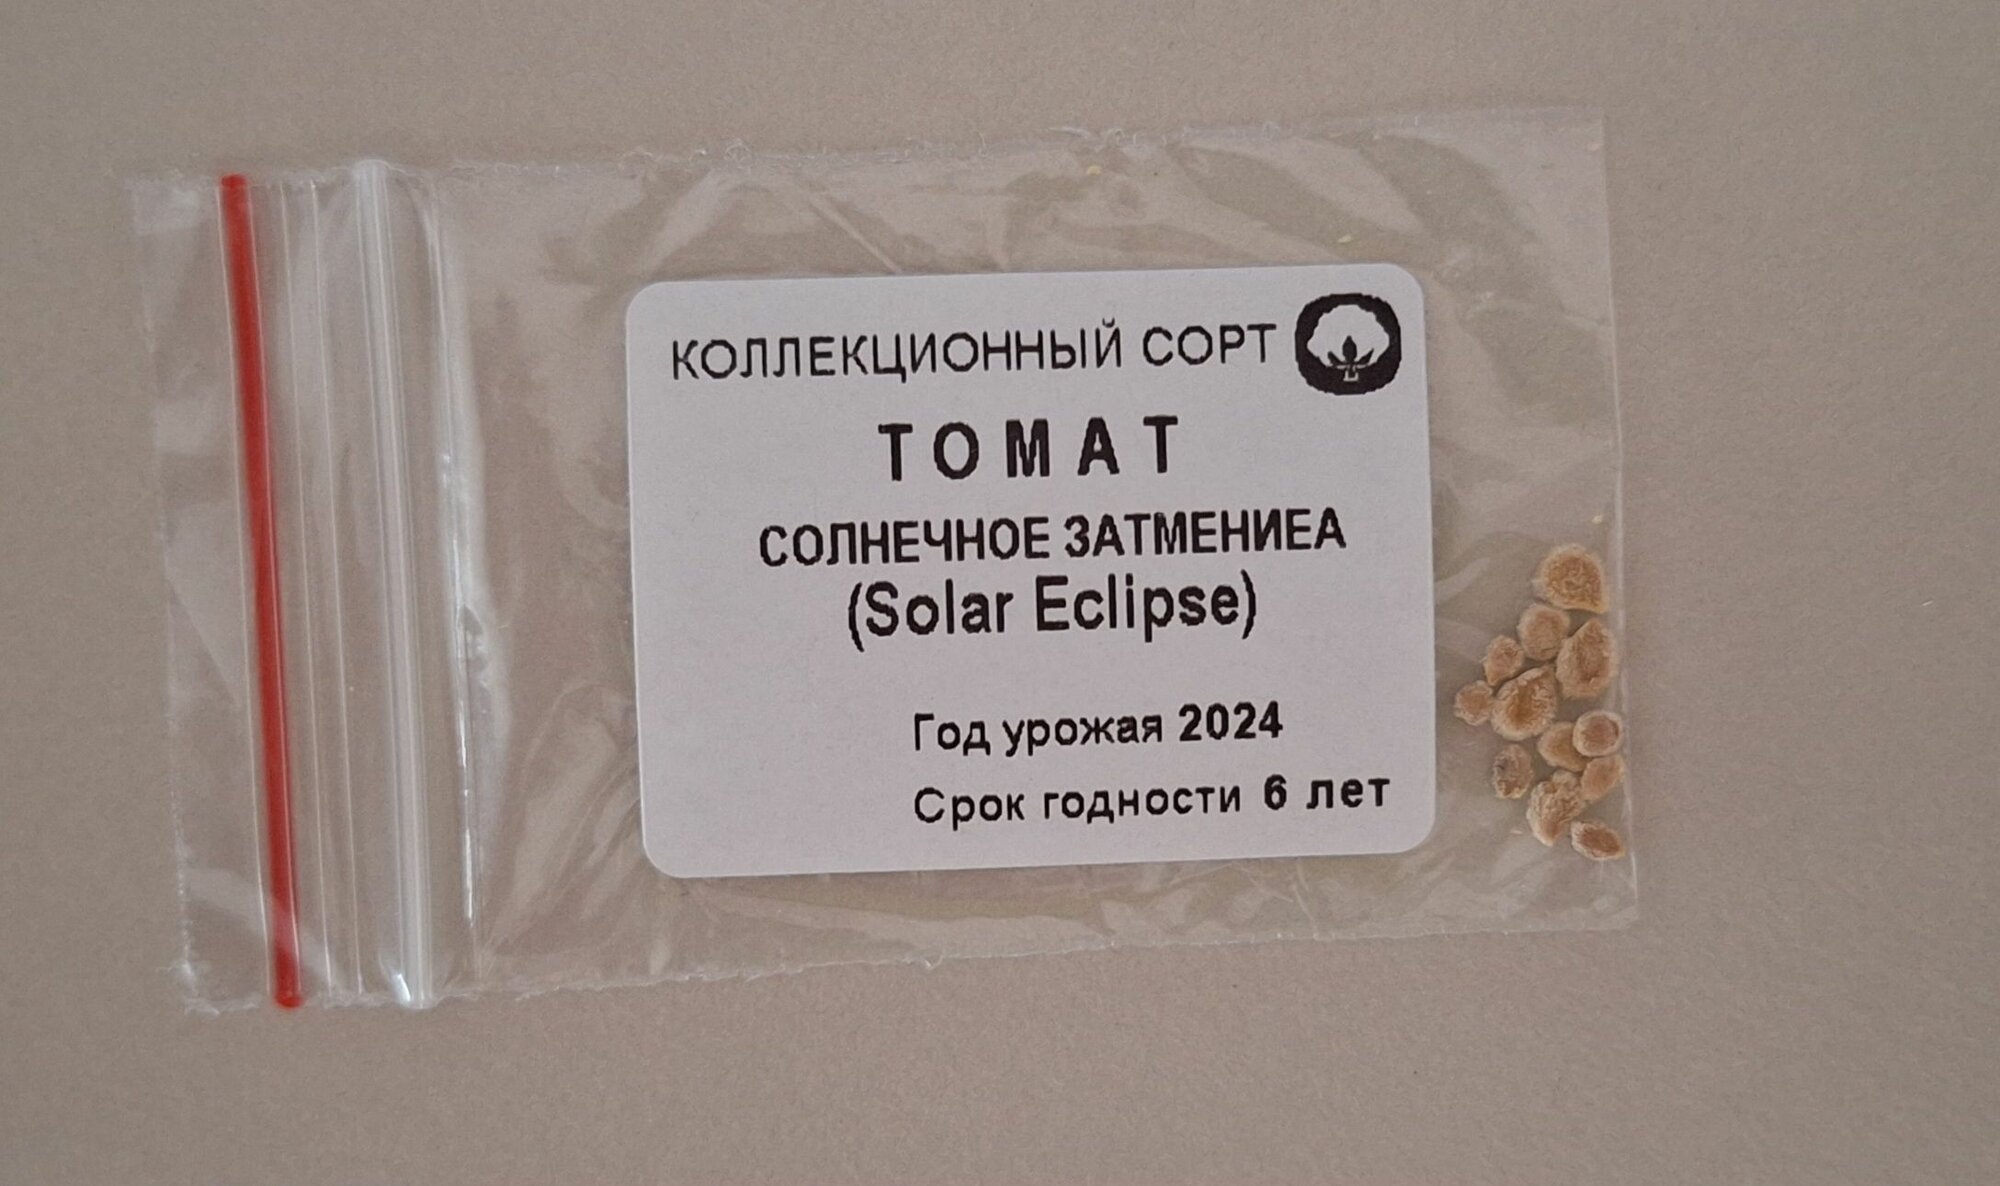 КОЛЛЕКЦИОННЫЙ СОРТ
ТОМАТ
СОЛНЕЧНОЕ ЗАТМЕНИЕА
(Solar Eclipse)
Год урожая 2024
Срок годности 6 лет